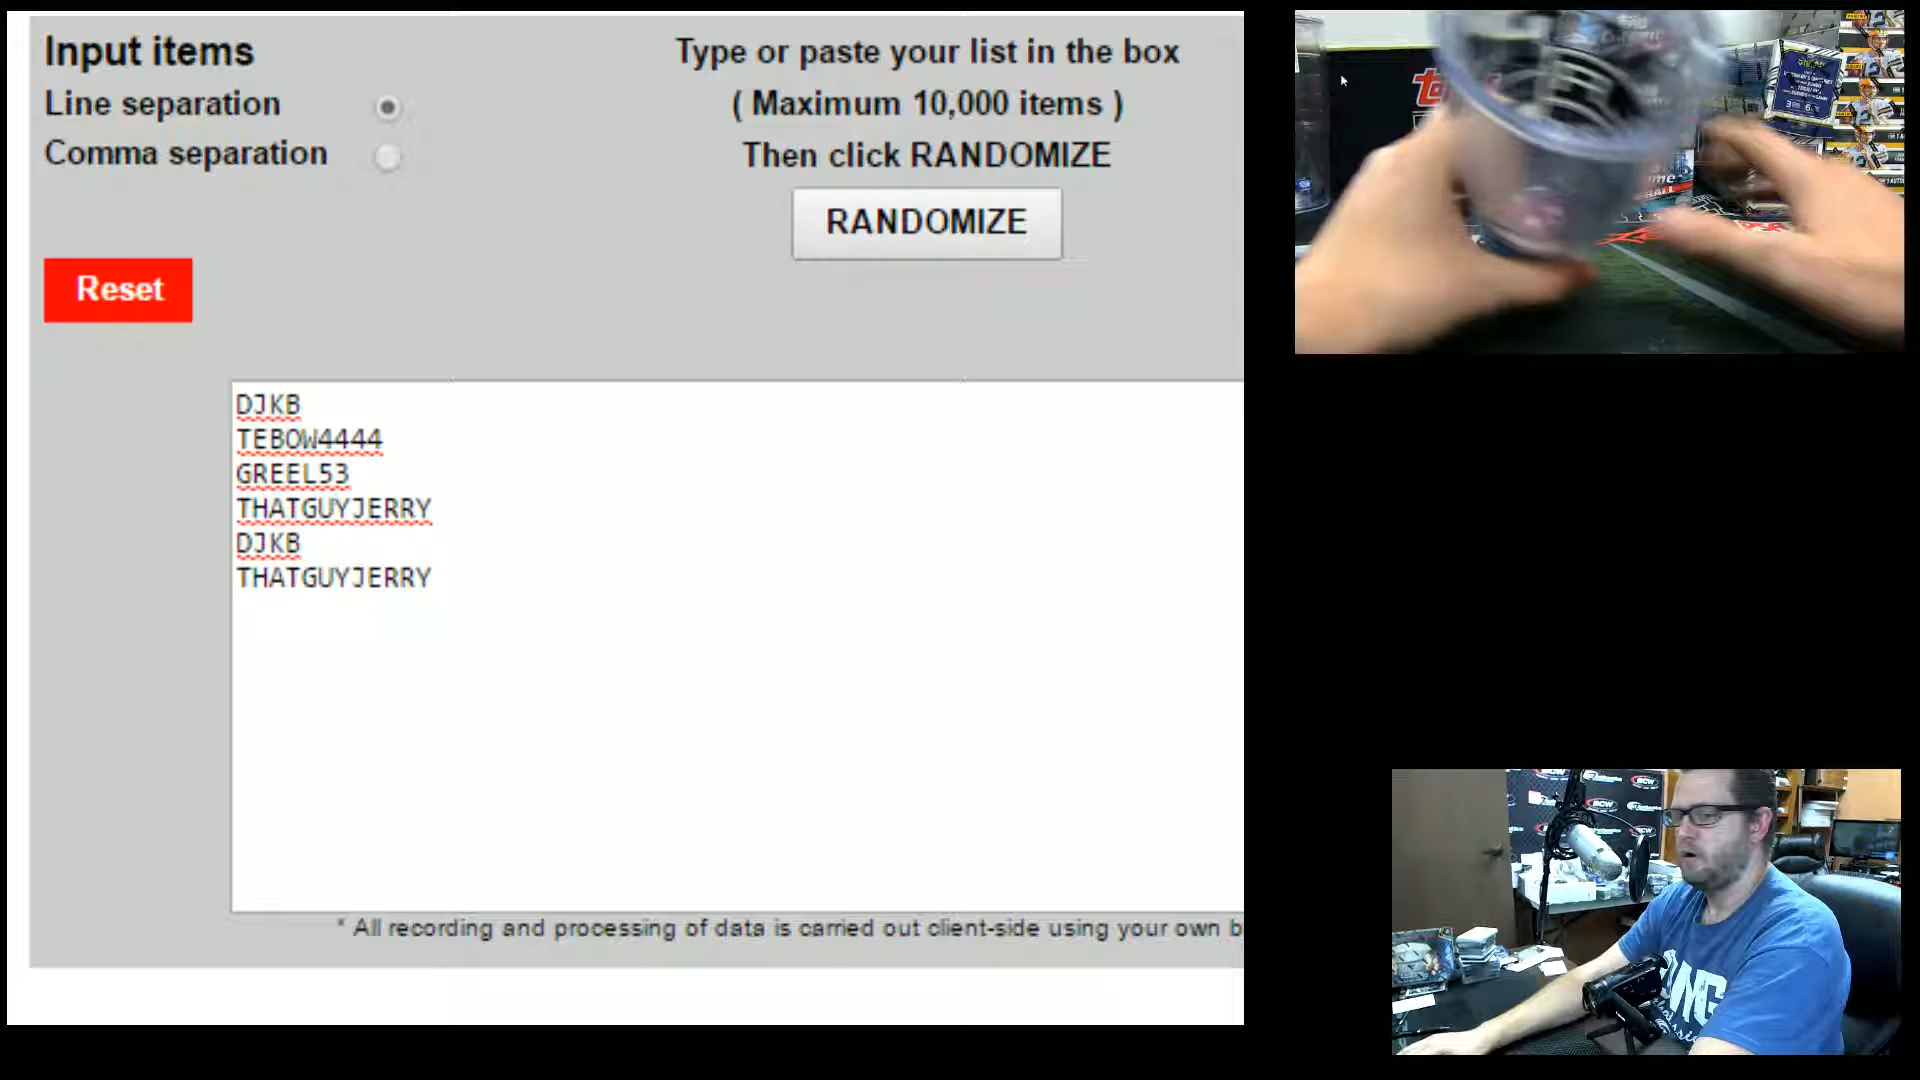 Input items
Line separation
Comma separation
Type or paste your list in the box
( Maximum 10,000 items )
Then click RANDOMIZE
RANDOMIZE
Reset
DJKB
TEBOW4444
GREEL53
THATGUYJERRY
DJKB
THATGUYJERRY
* All recording and processing of data is carried out client-side using your own b
BCW
BCW